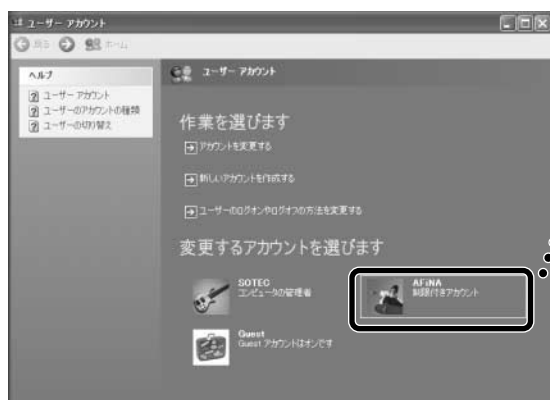 ユーザー アカウント
戻る ホーム
ヘルプ
ユーザー アカウント
ユーザーのアカウントの種類
ユーザーの切り替え
ユーザー アカウント
作業を選びます
アカウントを変更する
新しいアカウントを作成する
ユーザーのログオンやログオフの方法を変更する
変更するアカウントを選びます
SOTEC
コンピュータの管理者
AFiNA
制限付きアカウント
Guest
Guest アカウントはオンです